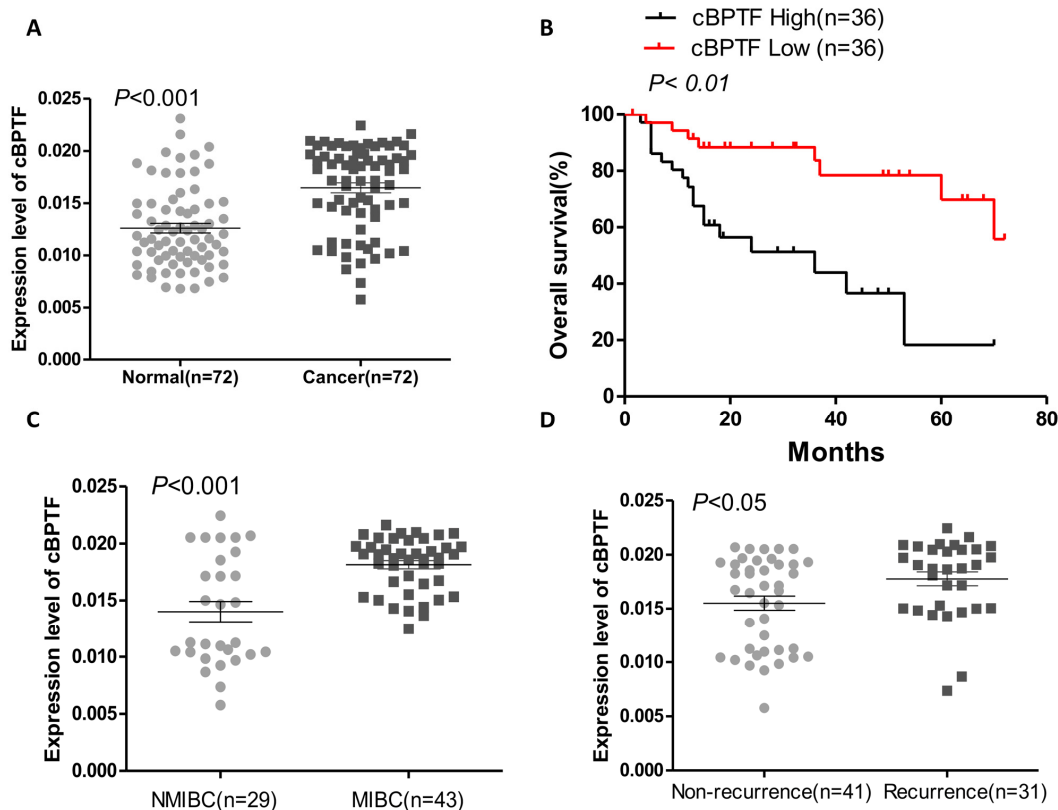 A
P<0.001
Expression level of cBPTF
0.025
0.020
0.015
0.010
0.005
0.000
Normal(n=72)
Cancer(n=72)
B
cBPTF High(n=36)
cBPTF Low (n=36)
P< 0.01
Overall survival(%)
100
80
60
40
20
0
0
20
40
60
80
Months
C
P<0.001
Expression level of cBPTF
0.025
0.020
0.015
0.010
0.005
0.000
NMIBC(n=29)
MIBC(n=43)
D
P<0.05
Expression level of cBPTF
0.025
0.020
0.015
0.010
0.005
0.000
Non-recurrence(n=41)
Recurrence(n=31)